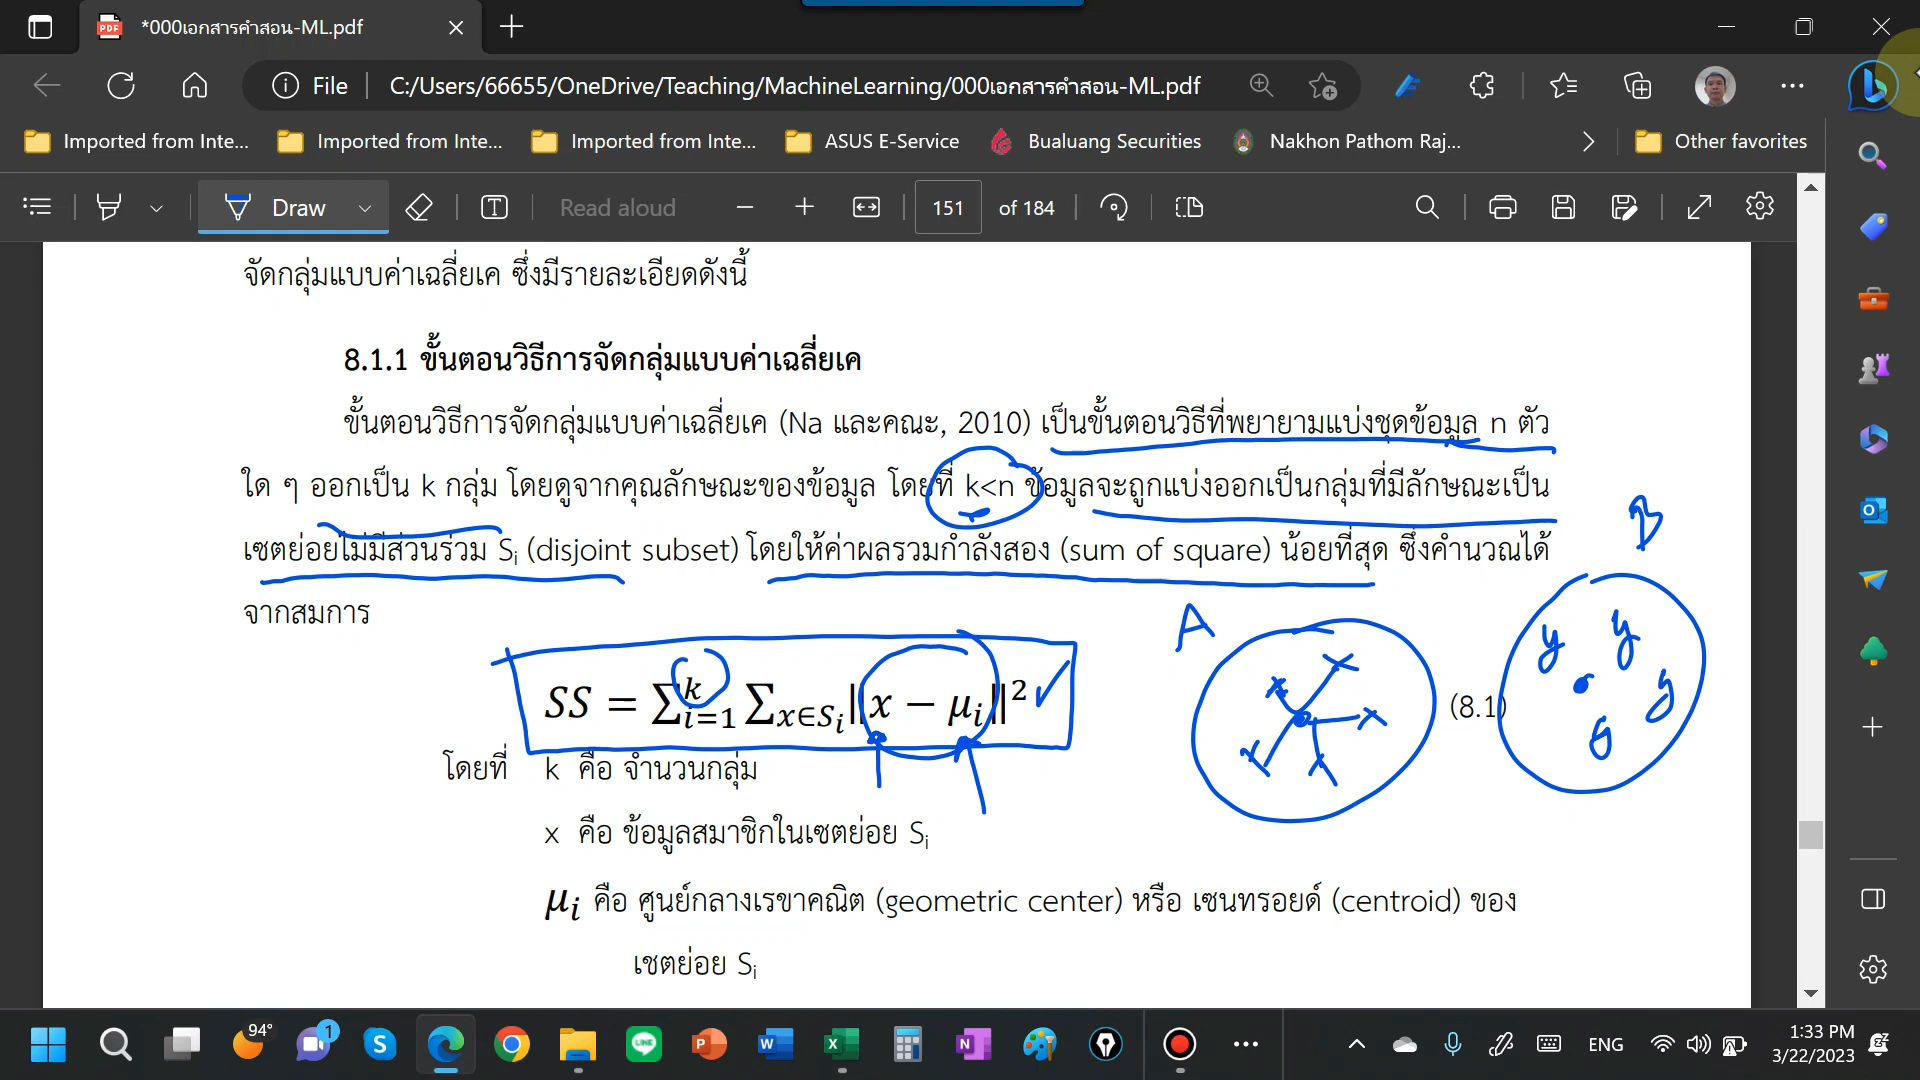 *000เอกสารคำสอน-ML.pdf
File
C:/Users/66655/OneDrive/Teaching/MachineLearning/000เอกสารคำสอน-ML.pdf
Imported from Inte...
Imported from Inte...
Imported from Inte...
ASUS E-Service
Bualuang Securities
Nakhon Pathom Raj...
Other favorites
Draw
Read aloud
151 of 184
จัดกลุ่มแบบค่าเฉลี่ยเค ซึ่งมีรายละเอียดดังนี้
8.1.1 ขั้นตอนวิธีการจัดกลุ่มแบบค่าเฉลี่ยเค
ขั้นตอนวิธีการจัดกลุ่มแบบค่าเฉลี่ยเค (Na และคณะ, 2010) เป็นขั้นตอนวิธีที่พยายามแบ่งชุดข้อมูล n ตัว
ใด ๆ ออกเป็น k กลุ่ม โดยดูจากคุณลักษณะของข้อมูล โดยที่ k<n ข้อมูลจะถูกแบ่งออกเป็นกลุ่มที่มีลักษณะเป็น
B
เซตย่อยไม่มีส่วนร่วม Si (disjoint subset) โดยให้ค่าผลรวมกำลังสอง (sum of square) น้อยที่สุด ซึ่งคำนวณได้
จากสมการ
A
SS = ∑ᵏᵢ₌₁ ∑x∈Sᵢ ||x − μᵢ||² ✓ (8.1)
x x x x x
y y y y
โดยที่ k คือ จำนวนกลุ่ม
x คือ ข้อมูลสมาชิกในเซตย่อย Si
μᵢ คือ ศูนย์กลางเรขาคณิต (geometric center) หรือ เซนทรอยด์ (centroid) ของ
เซตย่อย Si
94°
1
ENG
1:33 PM
3/22/2023